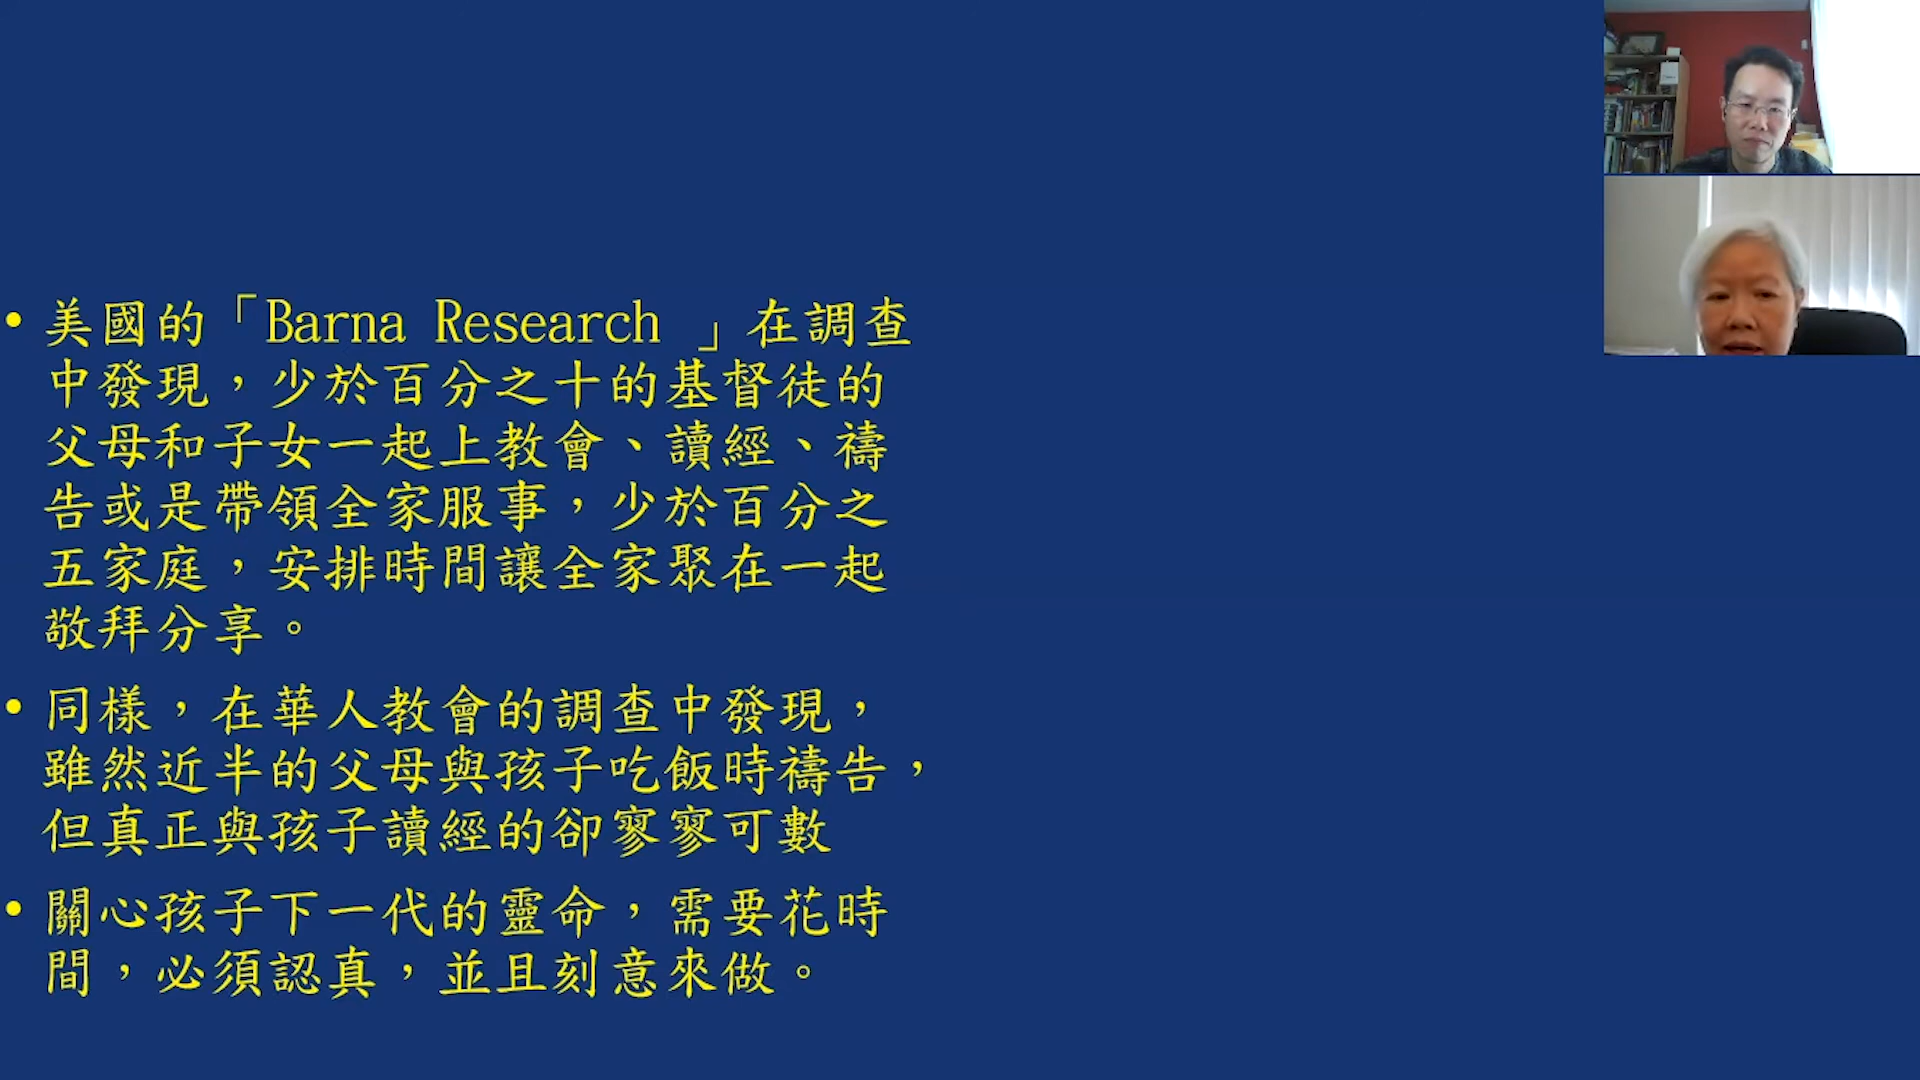 •美國的「Barna Research 」在調查
中發現，少於百分之十的基督徒的
父母和子女一起上教會、讀經、禱
告或是帶領全家服事，少於百分之
五家庭，安排時間讓全家聚在一起
敬拜分享。
•同樣，在華人教會的調查中發現，
雖然近半的父母與孩子吃飯時禱告，
但真正與孩子讀經的卻寥寥可數
•關心孩子下一代的靈命，需要花時
間，必須認真，並且刻意來做。